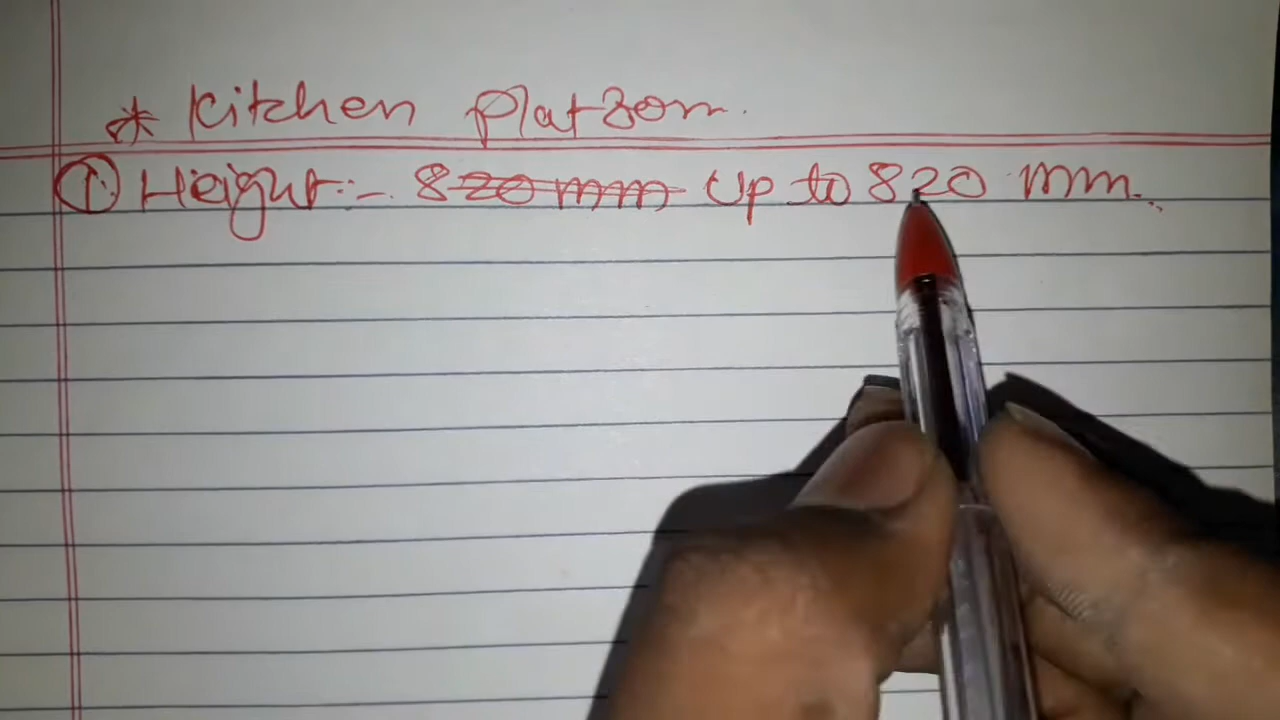 * Kitchen Platform.
① Height:- 820 mm Up to 820 mm.